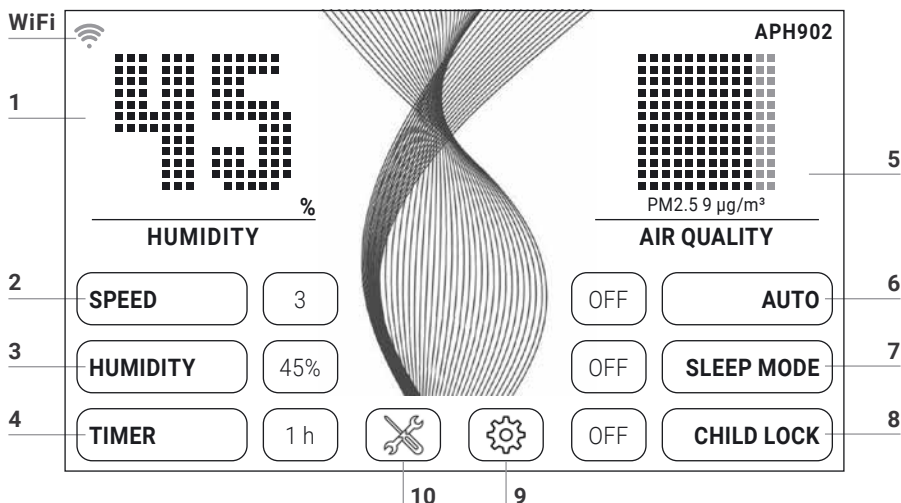 WiFi
APH902
1
45
%
HUMIDITY
5
PM2.5 9 µg/m³
AIR QUALITY
2
SPEED
3
OFF
AUTO
6
3
HUMIDITY
45%
OFF
SLEEP MODE
7
4
TIMER
1 h
OFF
CHILD LOCK
8
10
9